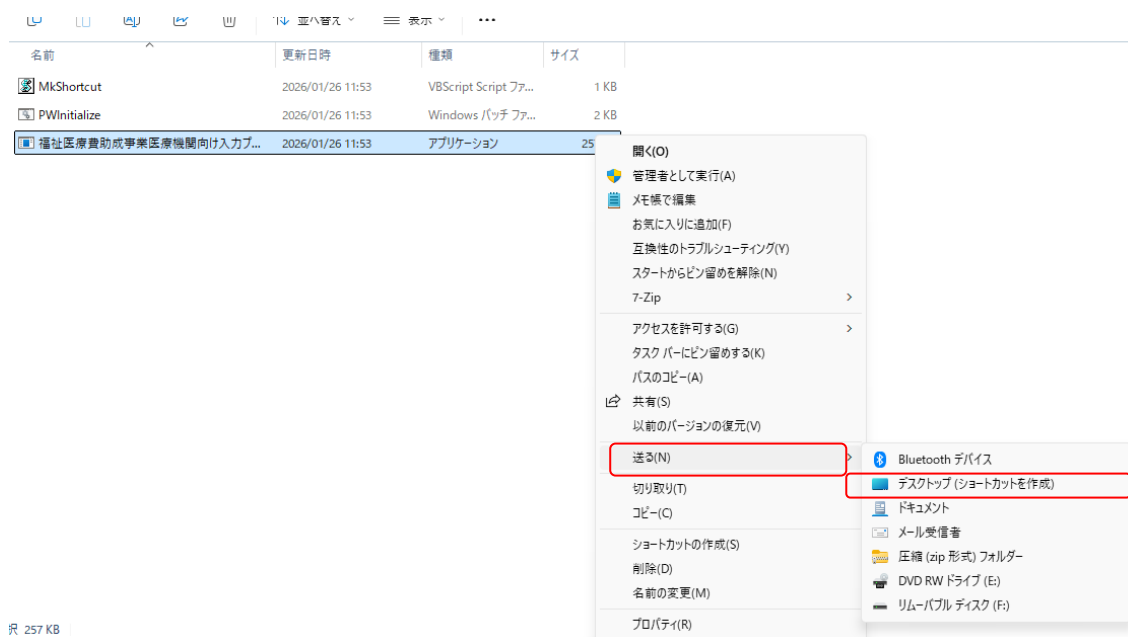 並べ替え 表示
名前 更新日時 種類 サイズ
MkShortcut 2026/01/26 11:53 VBScript Script ファ... 1 KB
PWInitialize 2026/01/26 11:53 Windows バッチ ファ... 2 KB
福祉医療費助成事業医療機関向け入力プ... 2026/01/26 11:53 アプリケーション 25
開く(O)
管理者として実行(A)
メモ帳で編集
お気に入りに追加(F)
互換性のトラブルシューティング(Y)
スタートからピン留めを解除(N)
7-Zip
アクセスを許可する(G)
タスク バーにピン留めする(K)
パスのコピー(A)
共有(S)
以前のバージョンの復元(V)
送る(N)
切り取り(T)
コピー(C)
ショートカットの作成(S)
削除(D)
名前の変更(M)
プロパティ(R)
Bluetooth デバイス
デスクトップ (ショートカットを作成)
ドキュメント
メール受信者
圧縮 (zip 形式) フォルダー
DVD RW ドライブ (E:)
リムーバブル ディスク (F:)
択 257 KB